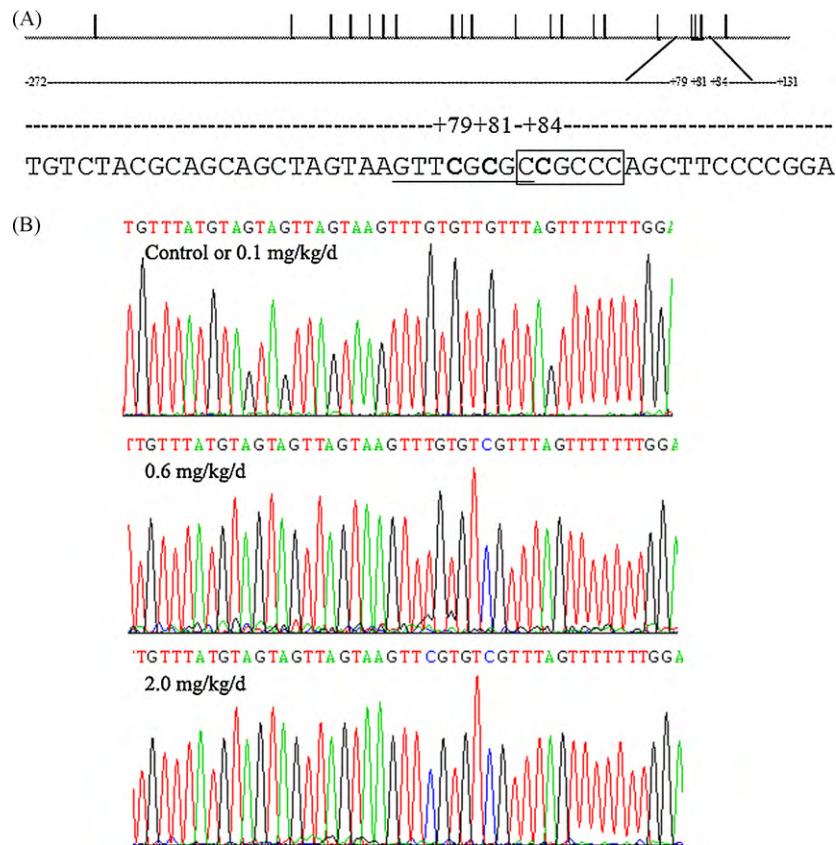 (A)
-272 +79 +81 +84 +131
+79+81-+84
TGTCTACGCAGCAGCTAGTAAGTTCGCGCCGCCCAGCTTCCCCGGA
(B)
TGTTTATGTAGTAGTTAGTAAGTTTGTGTTGTTTAGTTTTTTTGGA
Control or 0.1 mg/kg/d
TTGTTTATGTAGTAGTTAGTAAGTTTGTGTCGTTTAGTTTTTTTGGA
0.6 mg/kg/d
TGTTTATGTAGTAGTTAGTAAGTTCGTGTCGTTTAGTTTTTTTGGA
2.0 mg/kg/d